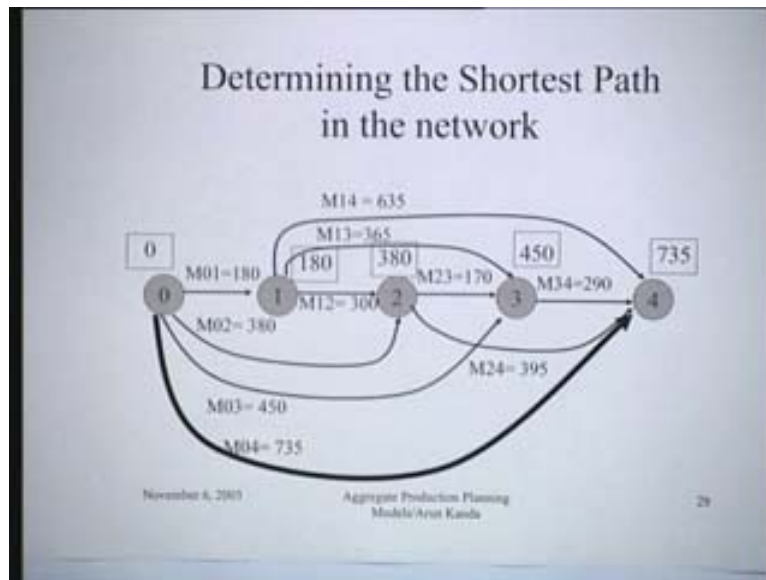 Determining the Shortest Path
in the network
M14 = 635
M13=365
0
180
380
450
735
M01=180
M23=170
M34=290
0
1
M12= 300
2
3
4
M02= 380
M24= 395
M03= 450
M04= 735
November 6, 2003
Aggregate Production Planning
Models/Arun Kanda